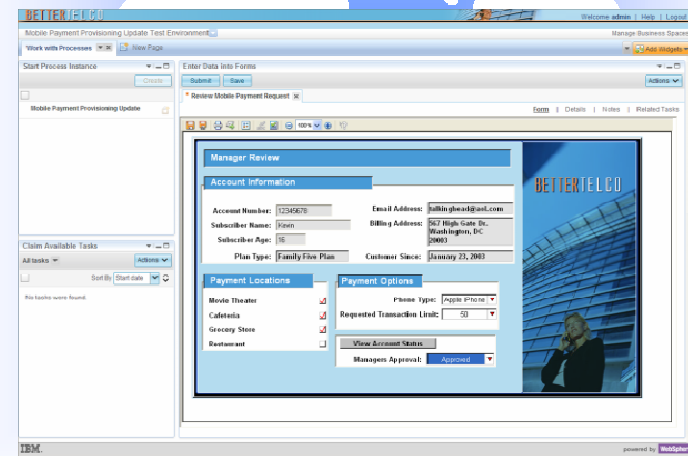 BETTERTELCO
Welcome admin | Help | Logout
Mobile Payment Provisioning Update Test Environment
Manage Business Spaces
Work with Processes
New Page
Add Widgets
Start Process Instance
Create
Mobile Payment Provisioning Update
Claim Available Tasks
All tasks
Actions
Sort By Start date
No tasks were found.
Enter Data into Forms
Submit Save
Actions
* Review Mobile Payment Request
Form | Details | Notes | Related Tasks
100%
Manager Review
Account Information
Account Number: 12345678
Email Address: talkinghead@aol.com
Subscriber Name: Kevin
Billing Address: 567 High Gate Dr.
Washington, DC
20003
Subscriber Age: 16
Plan Type: Family Five Plan
Customer Since: January 23, 2003
Payment Locations
Movie Theater
Cafeteria
Grocery Store
Restaurant
Payment Options
Phone Type: Apple iPhone
Requested Transaction Limit: 50
View Account Status
Managers Approval: Approved
BETTERTELCO
IBM.
powered by WebSphere